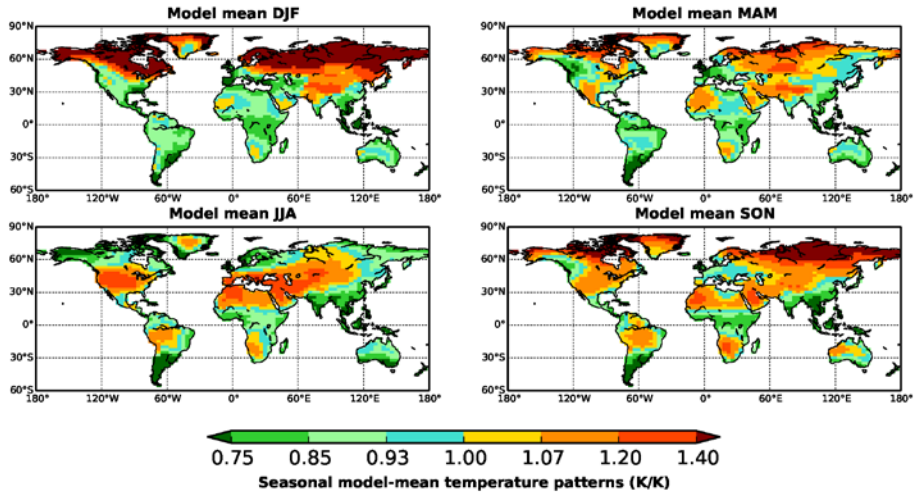 Model mean DJF
Model mean MAM
90°N
60°N
30°N
0°
30°S
60°S
180° 120°W 60°W 0° 60°E 120°E 180°
90°N
60°N
30°N
0°
30°S
60°S
180° 120°W 60°W 0° 60°E 120°E 180°
Model mean JJA
Model mean SON
90°N
60°N
30°N
0°
30°S
60°S
180° 120°W 60°W 0° 60°E 120°E 180°
90°N
60°N
30°N
0°
30°S
60°S
180° 120°W 60°W 0° 60°E 120°E 180°
0.75 0.85 0.93 1.00 1.07 1.20 1.40
Seasonal model-mean temperature patterns (K/K)